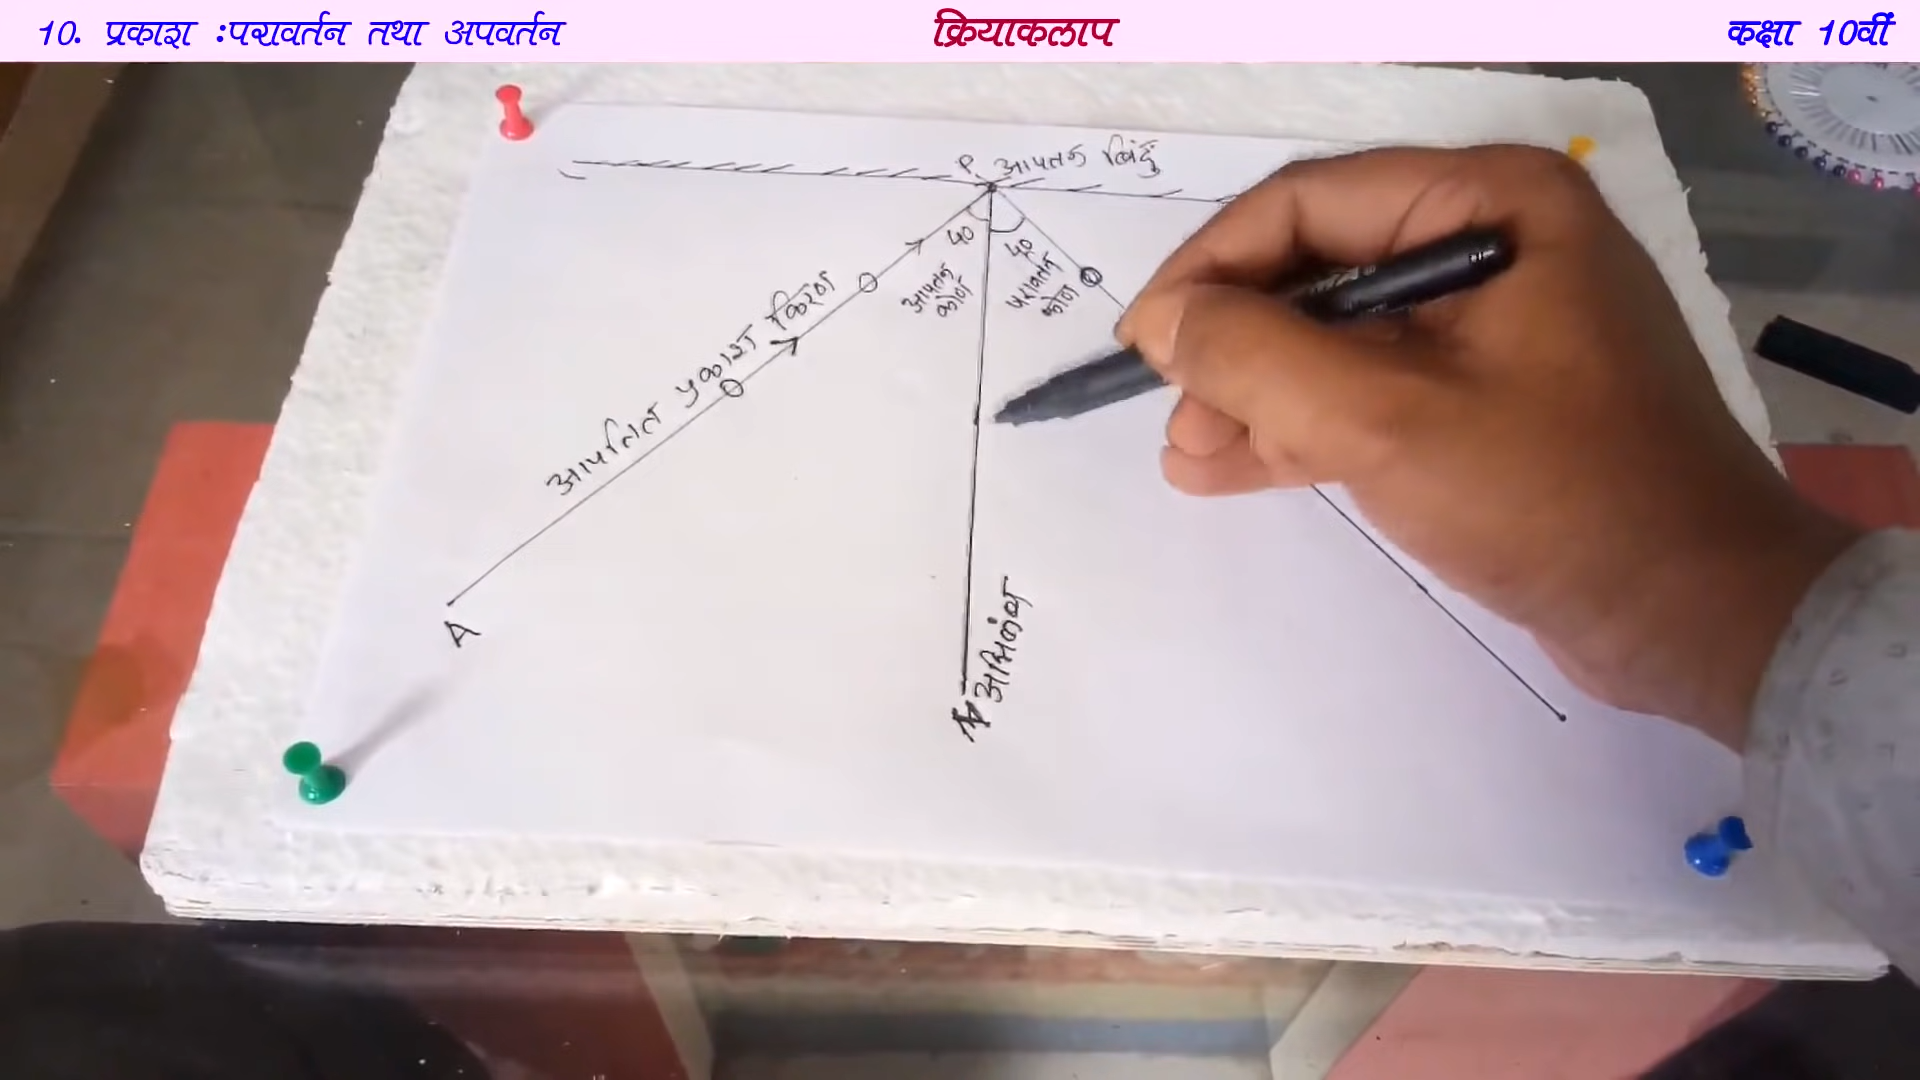 10. प्रकाश :परावर्तन तथा अपवर्तन
क्रियाकलाप
कक्षा 10वीं
P. आपतन बिंदु
40
40
आपतन
कोण
परावर्तन
कोण
आपतित प्रकाश किरण
A
अभिलंब
N